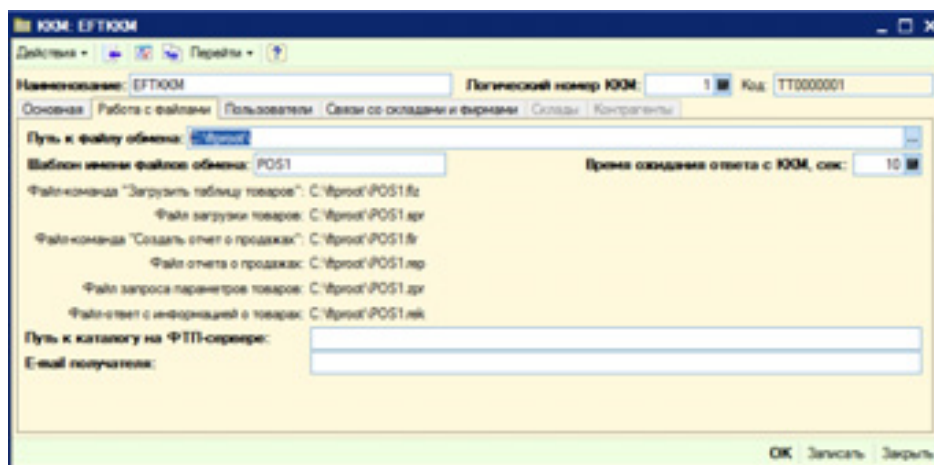 ККМ: EFTKKM
Действия Перейти
Наименование: EFTKKM Логический номер ККМ: 1 Код: ТТ0000001
Основная Работа с файлами Пользователи Связи со складами и фирмами Склады Контрагенты
Путь к файлу обмена: C:\ftproot\ ...
Шаблон имени файлов обмена: POS1 Время ожидания ответа с ККМ, сек: 10
Файл-команда "Загрузить таблицу товаров": C:\ftproot\POS1.flz
Файл загрузки товаров: C:\ftproot\POS1.spr
Файл-команда "Создать отчет о продажах": C:\ftproot\POS1.flr
Файл отчета о продажах: C:\ftproot\POS1.rep
Файл запроса параметров товаров: C:\ftproot\POS1.zpr
Файл-ответ с информацией о товарах: C:\ftproot\
Путь к каталогу на ФТП-сервере:
E-mail получателя:
OK Записать Закрыть